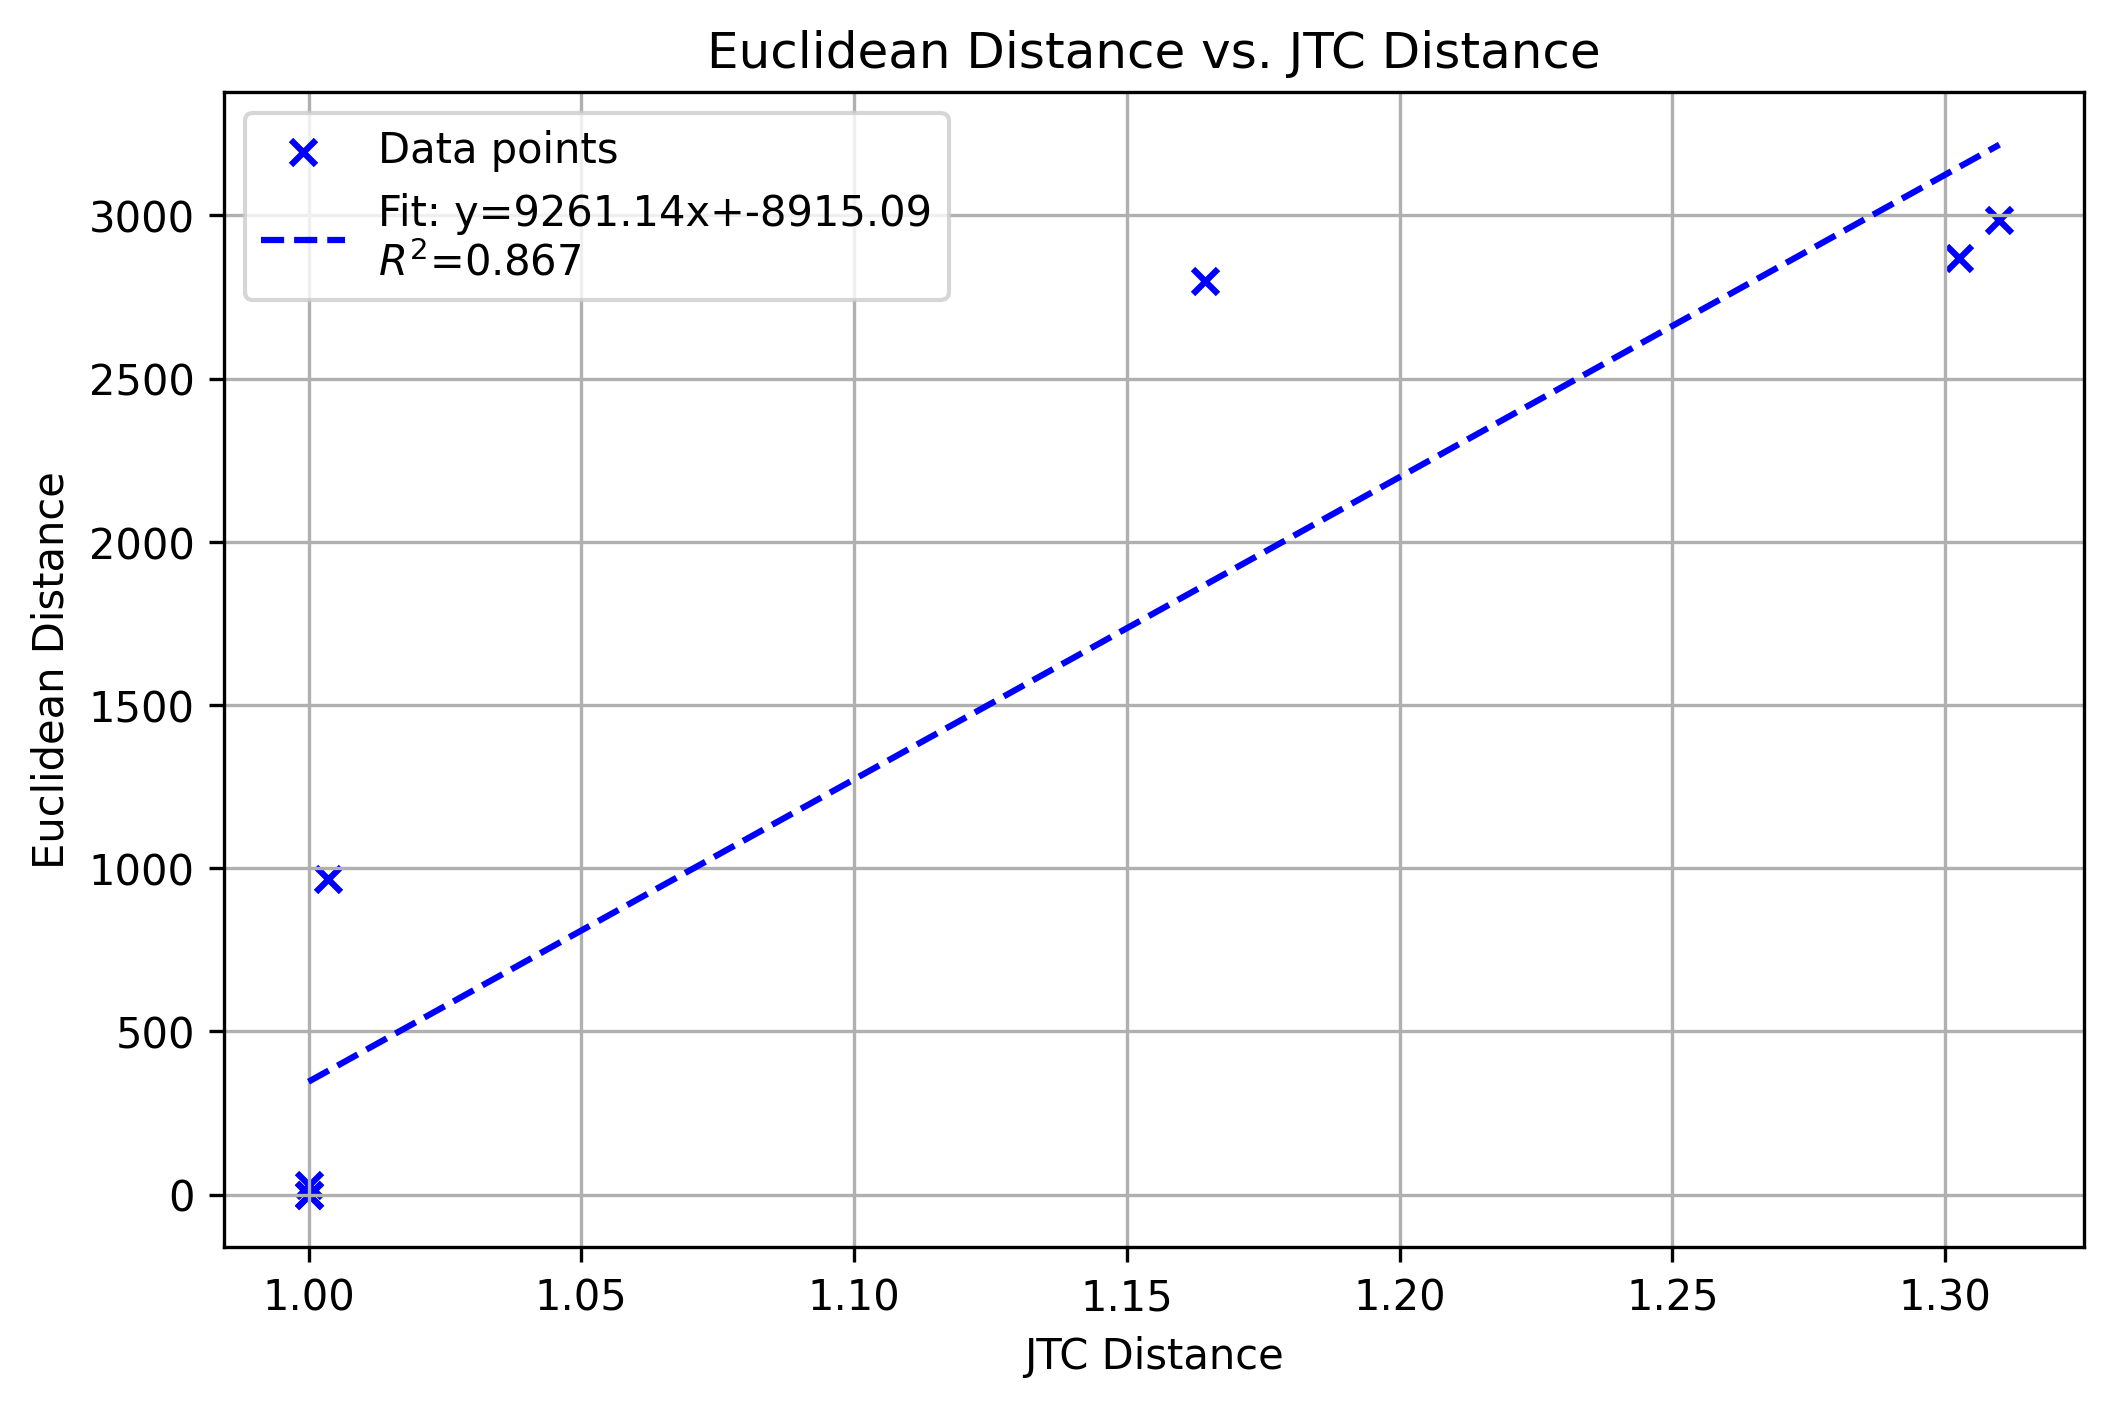 Euclidean Distance vs. JTC Distance
Data points
Fit: y=9261.14x+-8915.09
R²=0.867
Euclidean Distance
3000
2500
2000
1500
1000
500
0
1.00 1.05 1.10 1.15 1.20 1.25 1.30
JTC Distance